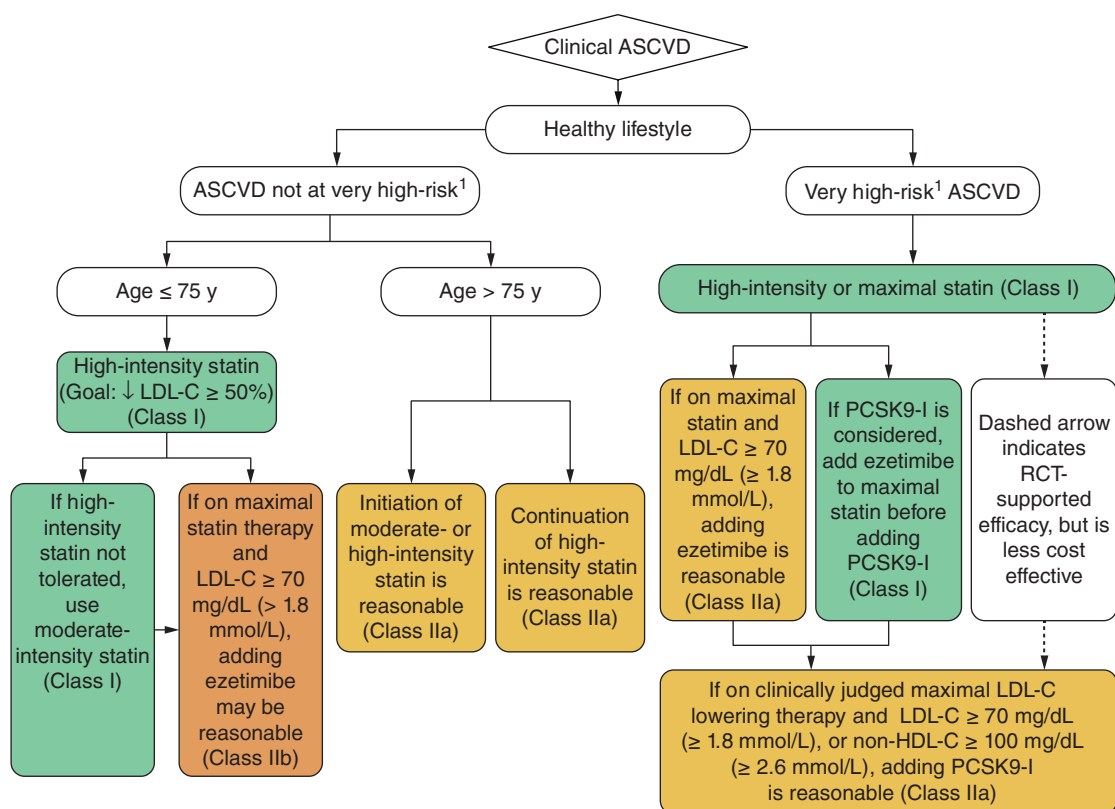 Clinical ASCVD
Healthy lifestyle
ASCVD not at very high-risk¹
Very high-risk¹ ASCVD
Age ≤ 75 y
Age > 75 y
High-intensity or maximal statin (Class I)
High-intensity statin
(Goal: ↓ LDL-C ≥ 50%)
(Class I)
If high-
intensity
statin not
tolerated,
use
moderate-
intensity statin
(Class I)
If on maximal
statin therapy
and
LDL-C ≥ 70
mg/dL (> 1.8
mmol/L),
adding
ezetimibe
may be
reasonable
(Class IIb)
Initiation of
moderate- or
high-intensity
statin is
reasonable
(Class IIa)
Continuation
of high-
intensity statin
is reasonable
(Class IIa)
If on maximal
statin and
LDL-C ≥ 70
mg/dL (≥ 1.8
mmol/L),
adding
ezetimibe is
reasonable
(Class IIa)
If PCSK9-I is
considered,
add ezetimibe
to maximal
statin before
adding
PCSK9-I
(Class I)
Dashed arrow
indicates
RCT-
supported
efficacy, but is
less cost
effective
If on clinically judged maximal LDL-C
lowering therapy and LDL-C ≥ 70 mg/dL
(≥ 1.8 mmol/L), or non-HDL-C ≥ 100 mg/dL
(≥ 2.6 mmol/L), adding PCSK9-I
is reasonable (Class IIa)